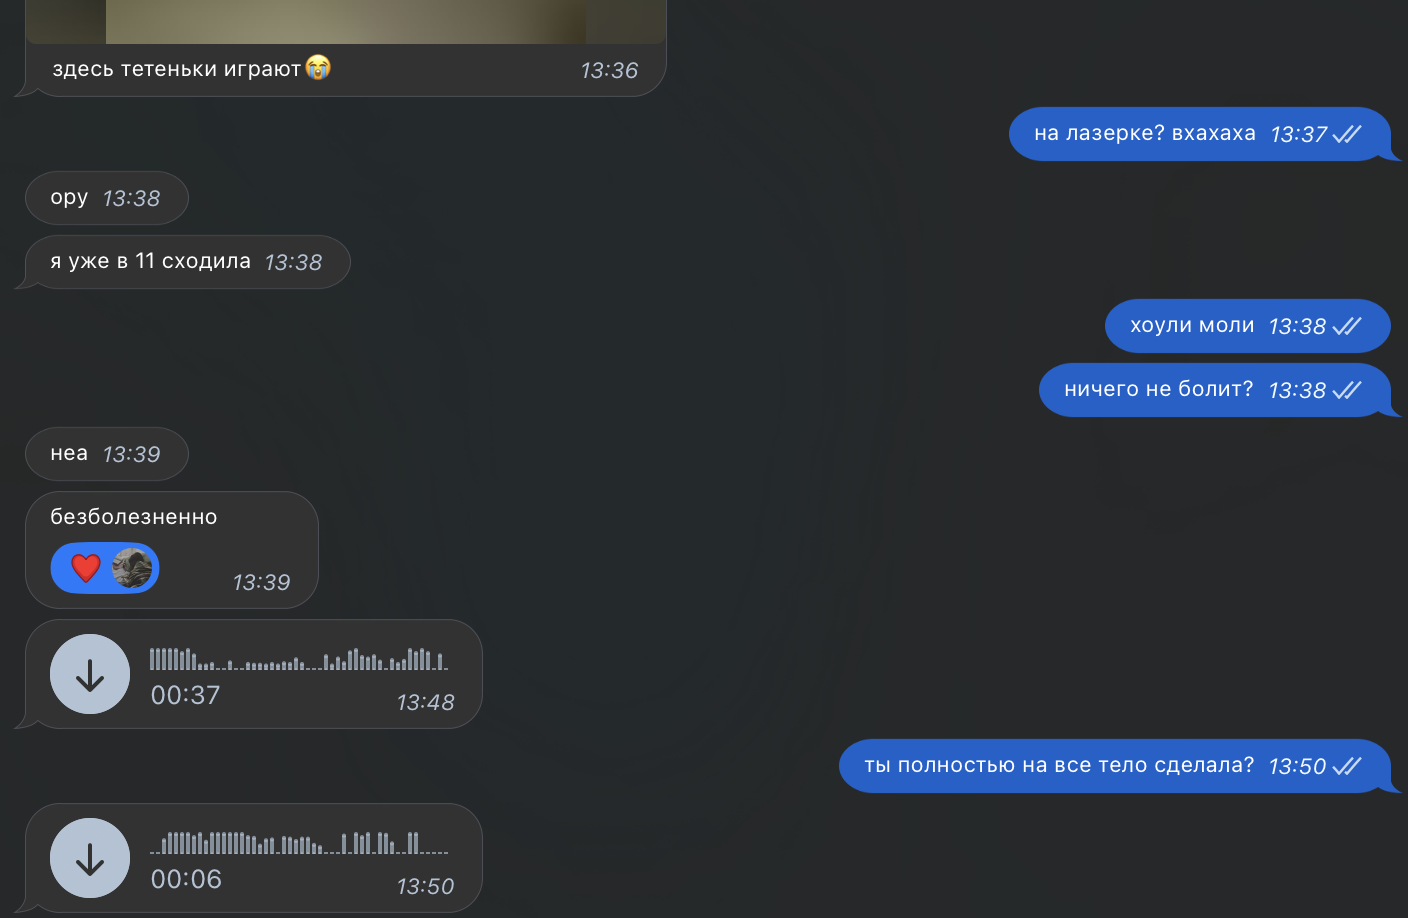 здесь тетеньки играют😭 13:36
на лазерке? вхахаха 13:37
ору 13:38
я уже в 11 сходила 13:38
хоули моли 13:38
ничего не болит? 13:38
неа 13:39
безболезненно
❤️ 13:39
00:37 13:48
ты полностью на все тело сделала? 13:50
00:06 13:50